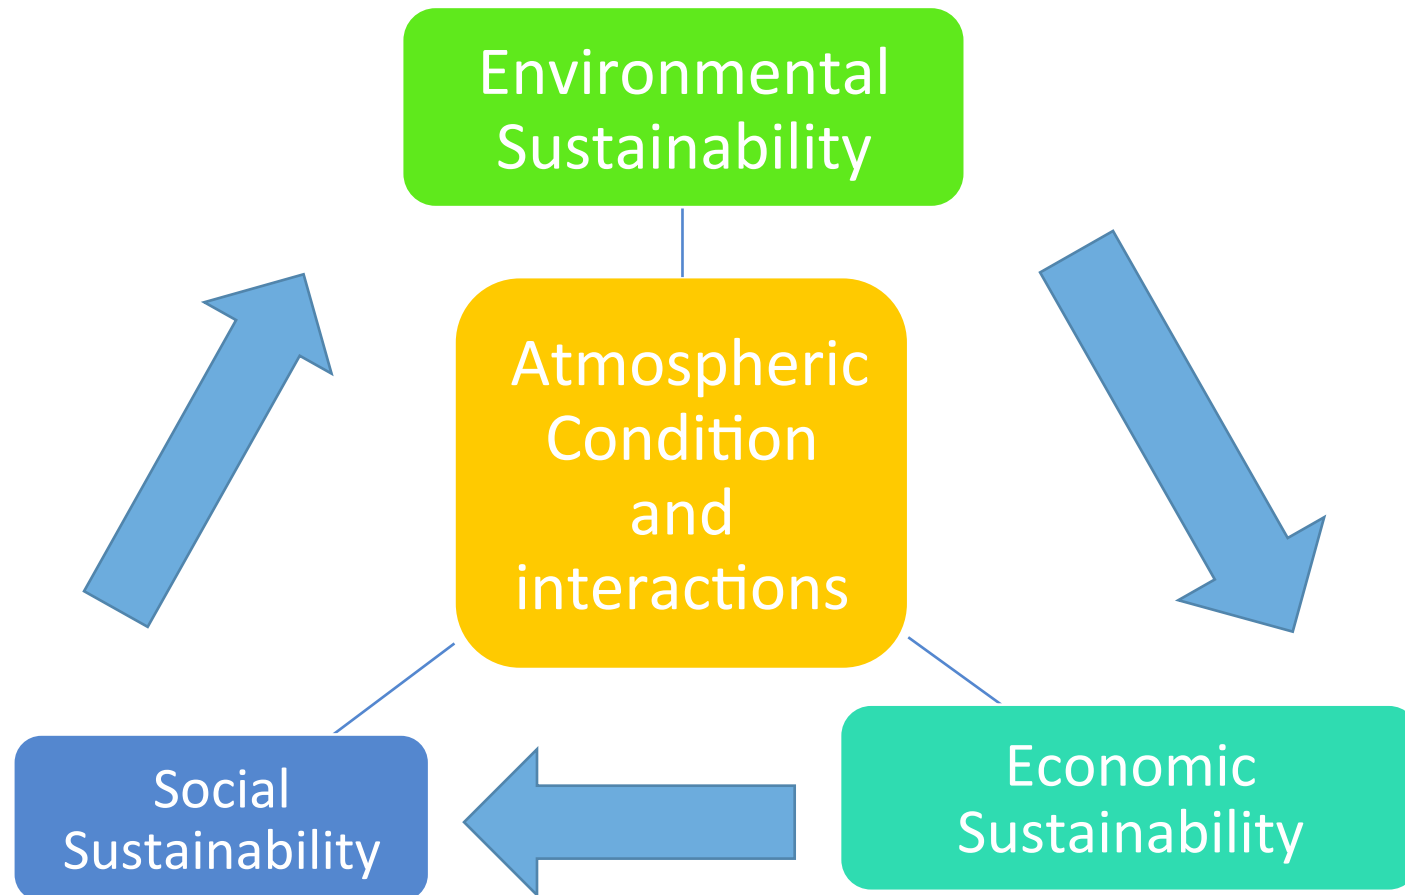 Environmental
Sustainability
Atmospheric
Condition
and
interactions
Social
Sustainability
Economic
Sustainability